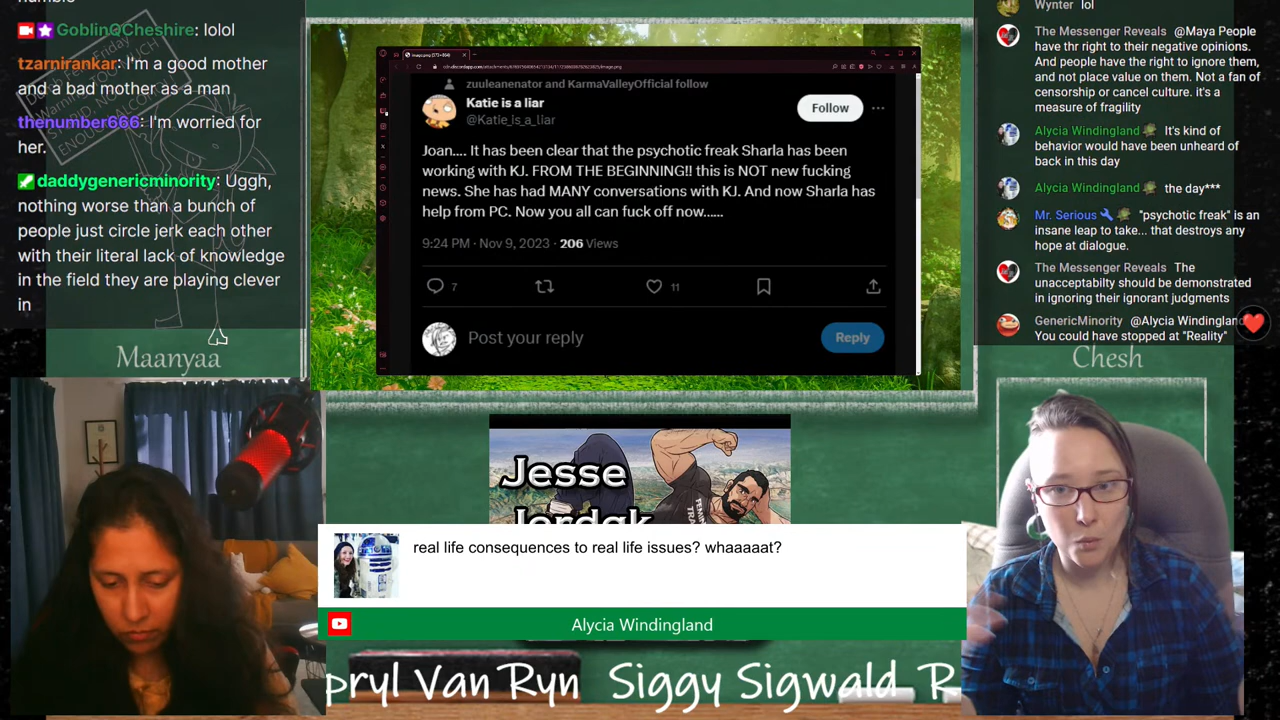 GoblinQCheshire: lolol
tzarnirankar: I'm a good mother
and a bad mother as a man
thenumber666: I'm worried for
her.
daddygenericminority: Uggh,
nothing worse than a bunch of
people just circle jerk each other
with their literal lack of knowledge
in the field they are playing clever
in
Maanyaa
zuuleanenator and KarmaValleyOfficial follow
Katie is a liar
@Katie_is_a_liar
Follow
Joan.... It has been clear that the psychotic freak Sharla has been
working with KJ. FROM THE BEGINNING!! this is NOT new fucking
news. She has had MANY conversations with KJ. And now Sharla has
help from PC. Now you all can fuck off now......
9:24 PM · Nov 9, 2023 · 206 Views
7
11
Post your reply
Reply
Wynter lol
The Messenger Reveals @Maya People
have thr right to their negative opinions.
And people have the right to ignore them,
and not place value on them. Not a fan of
censorship or cancel culture. it's a
measure of fragility
Alycia Windingland It's kind of
behavior would have been unheard of
back in this day
Alycia Windingland the day***
Mr. Serious "psychotic freak" is an
insane leap to take... that destroys any
hope at dialogue.
The Messenger Reveals The
unacceptabilty should be demonstrated
in ignoring their ignorant judgments
GenericMinority @Alycia Windingland
You could have stopped at "Reality"
Chesh
Jesse
real life consequences to real life issues? whaaaaat?
Alycia Windingland
pryl Van Ryn Siggy Sigwald R